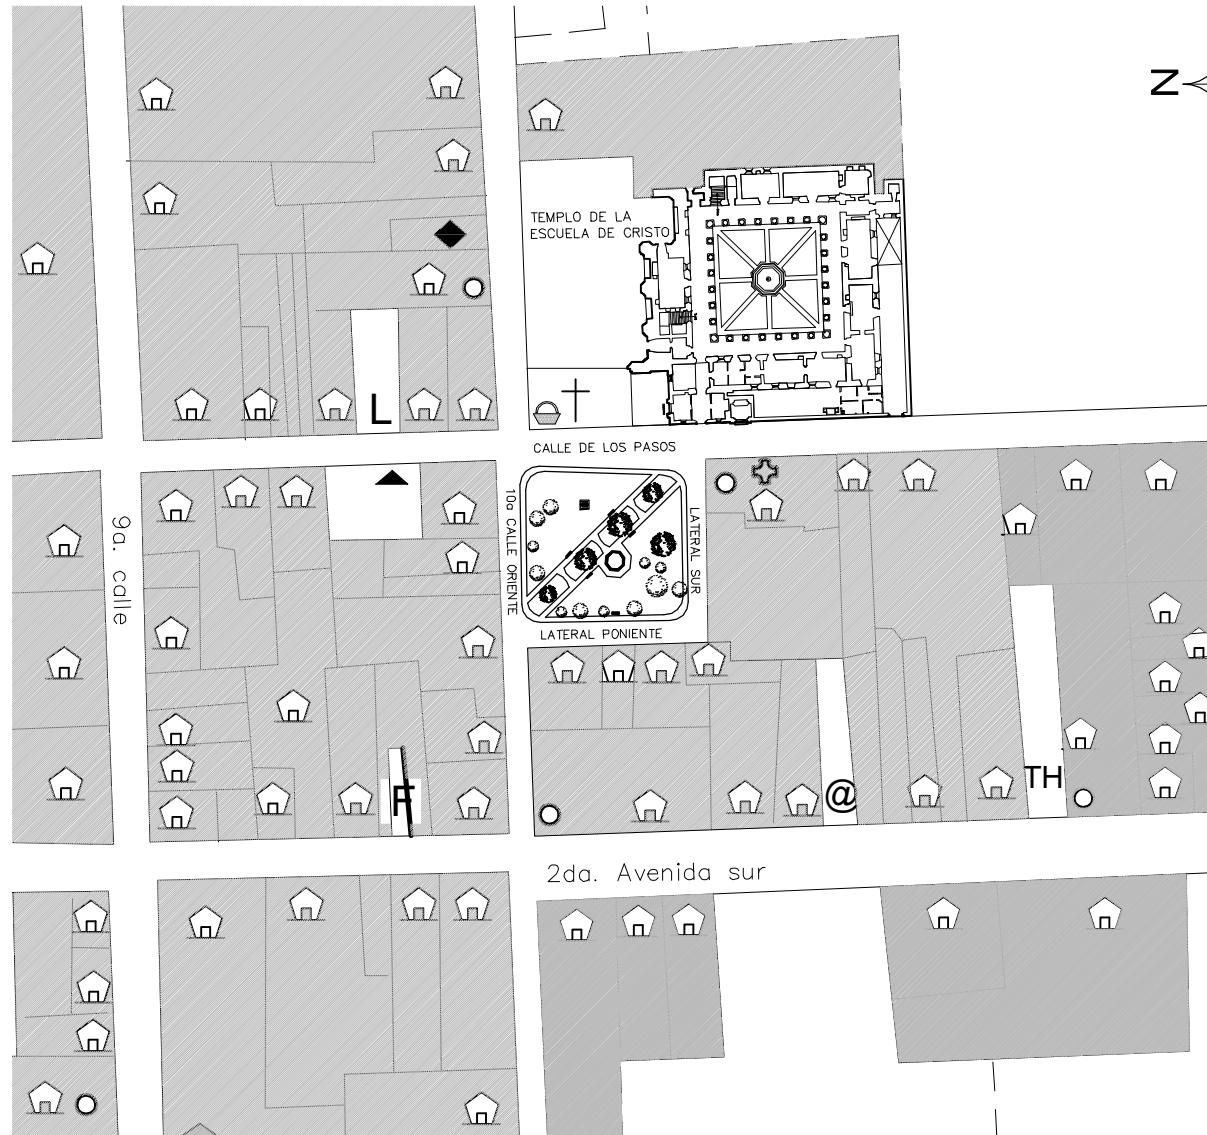 N
TEMPLO DE LA
ESCUELA DE CRISTO
L
CALLE DE LOS PASOS
10a CALLE ORIENTE
LATERAL SUR
9a. calle
LATERAL PONIENTE
F
@
TH
2da. Avenida sur